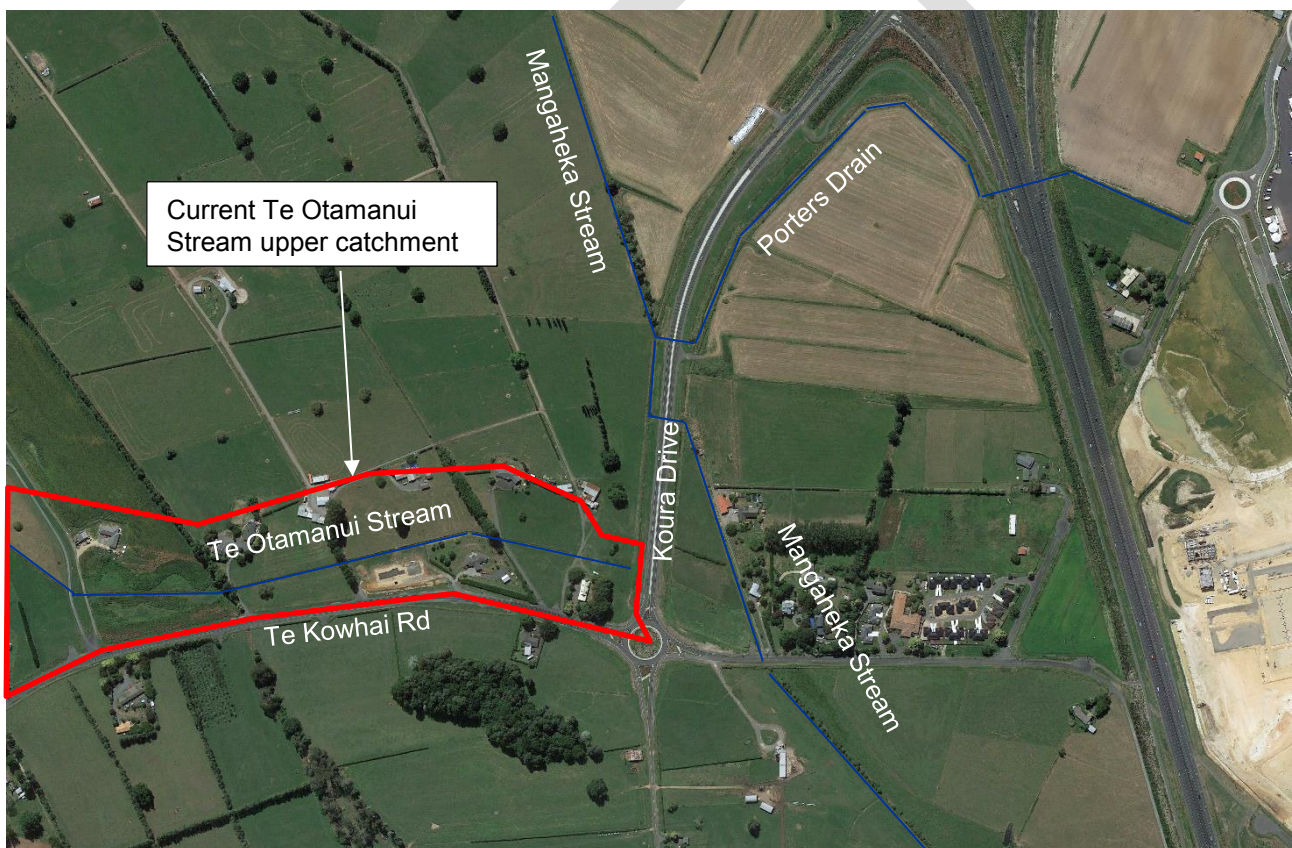 Mangaheka Stream
Porters Drain
Current Te Otamanui
Stream upper catchment
Koura Drive
Te Otamanui Stream
Te Kowhai Rd
Mangaheka Stream